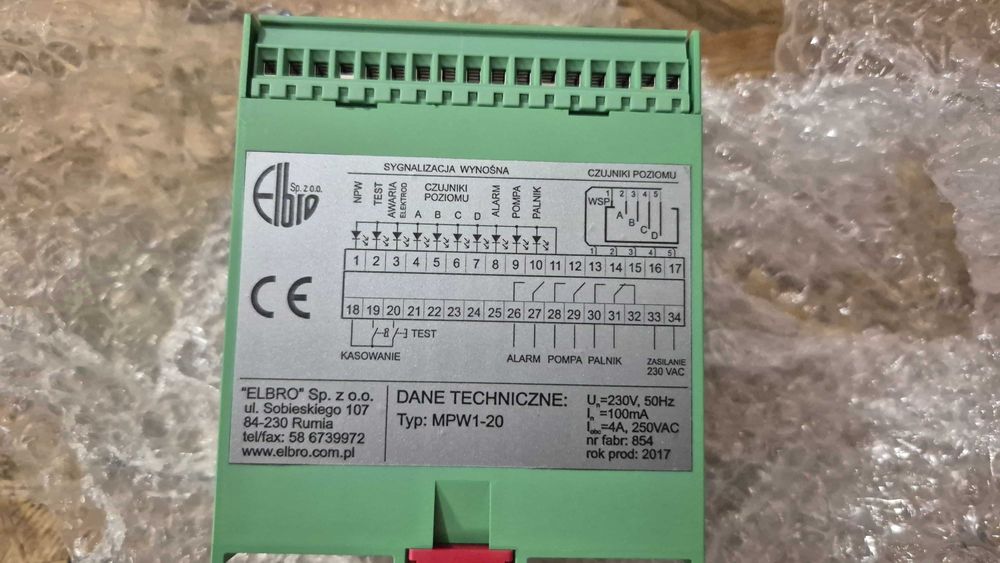 SYGNALIZACJA WYNOŚNA
CZUJNIKI POZIOMU
Elbro Sp. z o.o.
NPW
TEST
AWARIA ELEKTROD
CZUJNIKI POZIOMU
A B C D
ALARM
POMPA
PALNIK
1 2 3 4 5
WSP
A
B
C
D
1 2 3 4 5
1 2 3 4 5 6 7 8 9 10 11 12 13 14 15 16 17
CE
18 19 20 21 22 23 24 25 26 27 28 29 30 31 32 33 34
TEST
KASOWANIE
ALARM POMPA PALNIK
ZASILANIE
230 VAC
"ELBRO" Sp. z o.o.
ul. Sobieskiego 107
84-230 Rumia
tel/fax: 58 6739972
www.elbro.com.pl
DANE TECHNICZNE:
Typ: MPW1-20
Un=230V, 50Hz
In=100mA
Iobc=4A, 250VAC
nr fabr: 854
rok prod: 2017